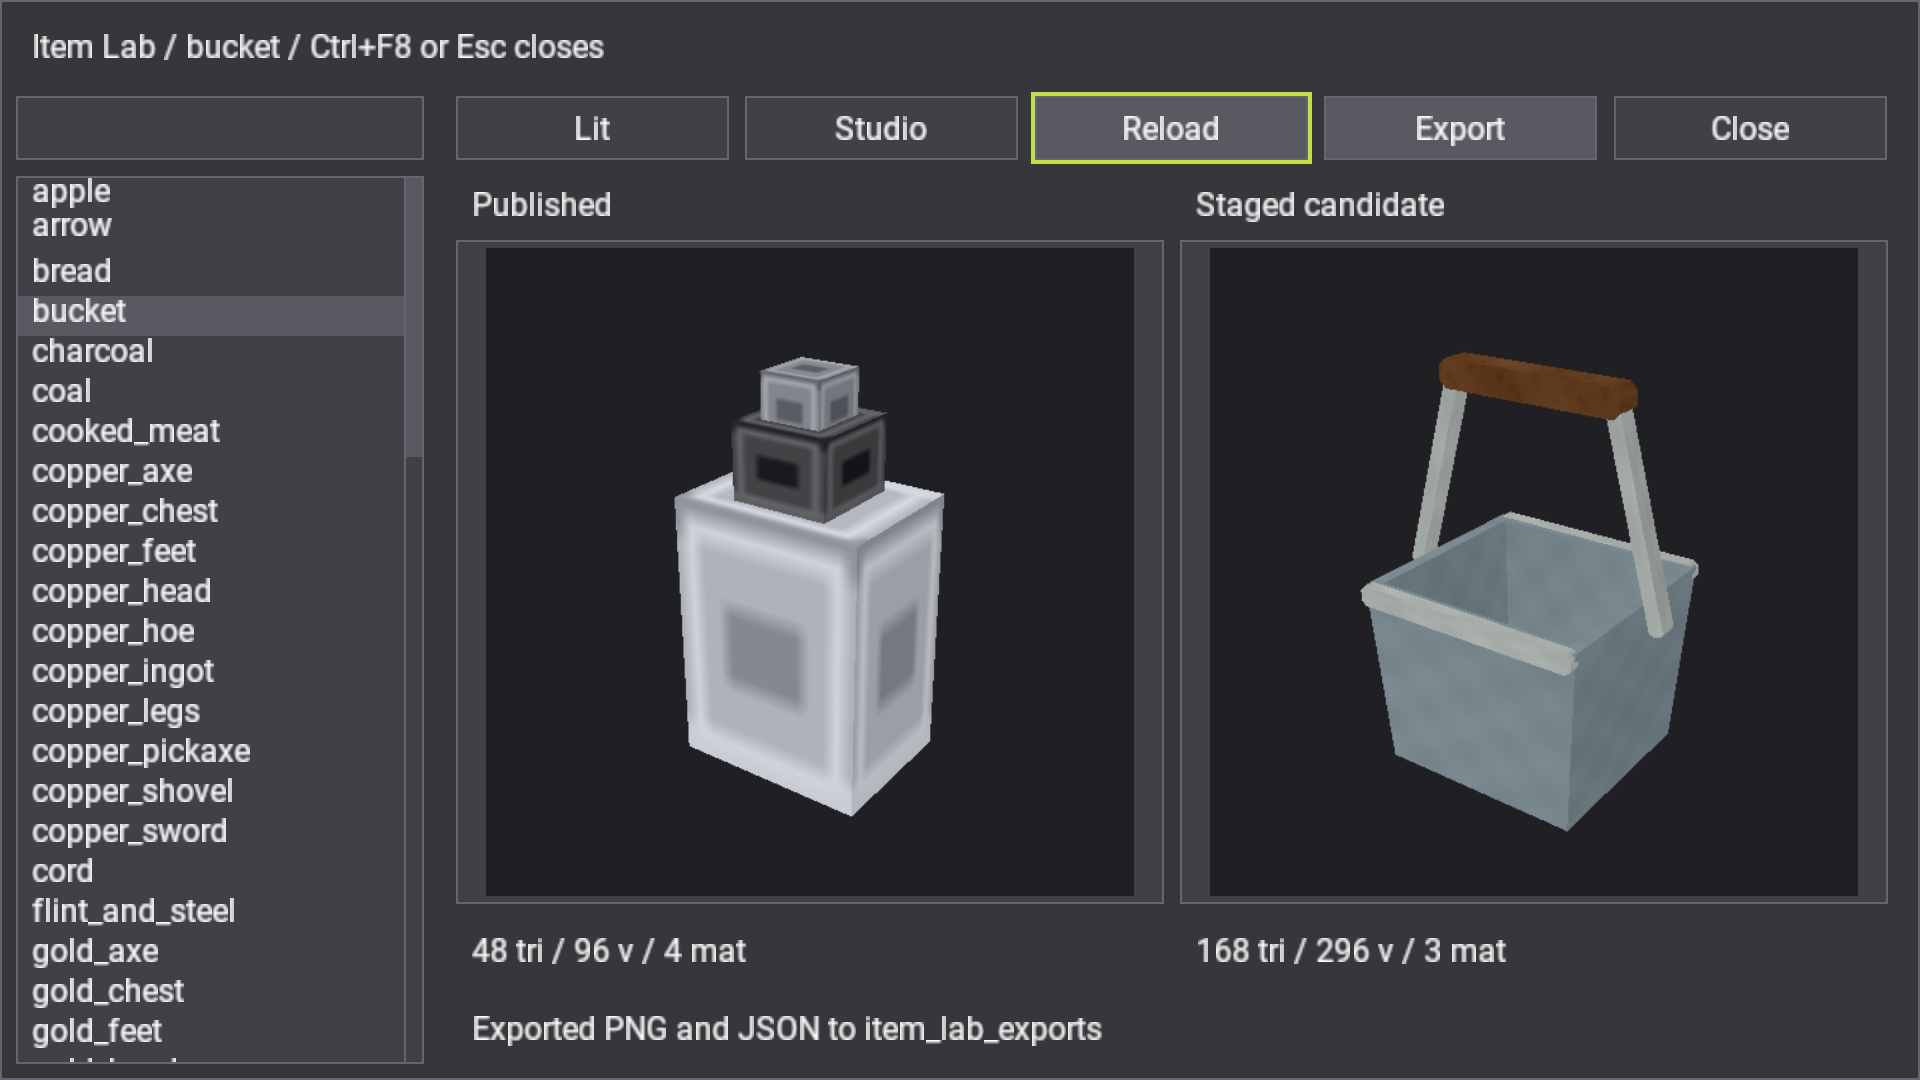 Item Lab / bucket / Ctrl+F8 or Esc closes
Lit
Studio
Reload
Export
Close
Published
Staged candidate
apple
arrow
bread
bucket
charcoal
coal
cooked_meat
copper_axe
copper_chest
copper_feet
copper_head
copper_hoe
copper_ingot
copper_legs
copper_pickaxe
copper_shovel
copper_sword
cord
flint_and_steel
gold_axe
gold_chest
gold_feet
48 tri / 96 v / 4 mat
168 tri / 296 v / 3 mat
Exported PNG and JSON to item_lab_exports